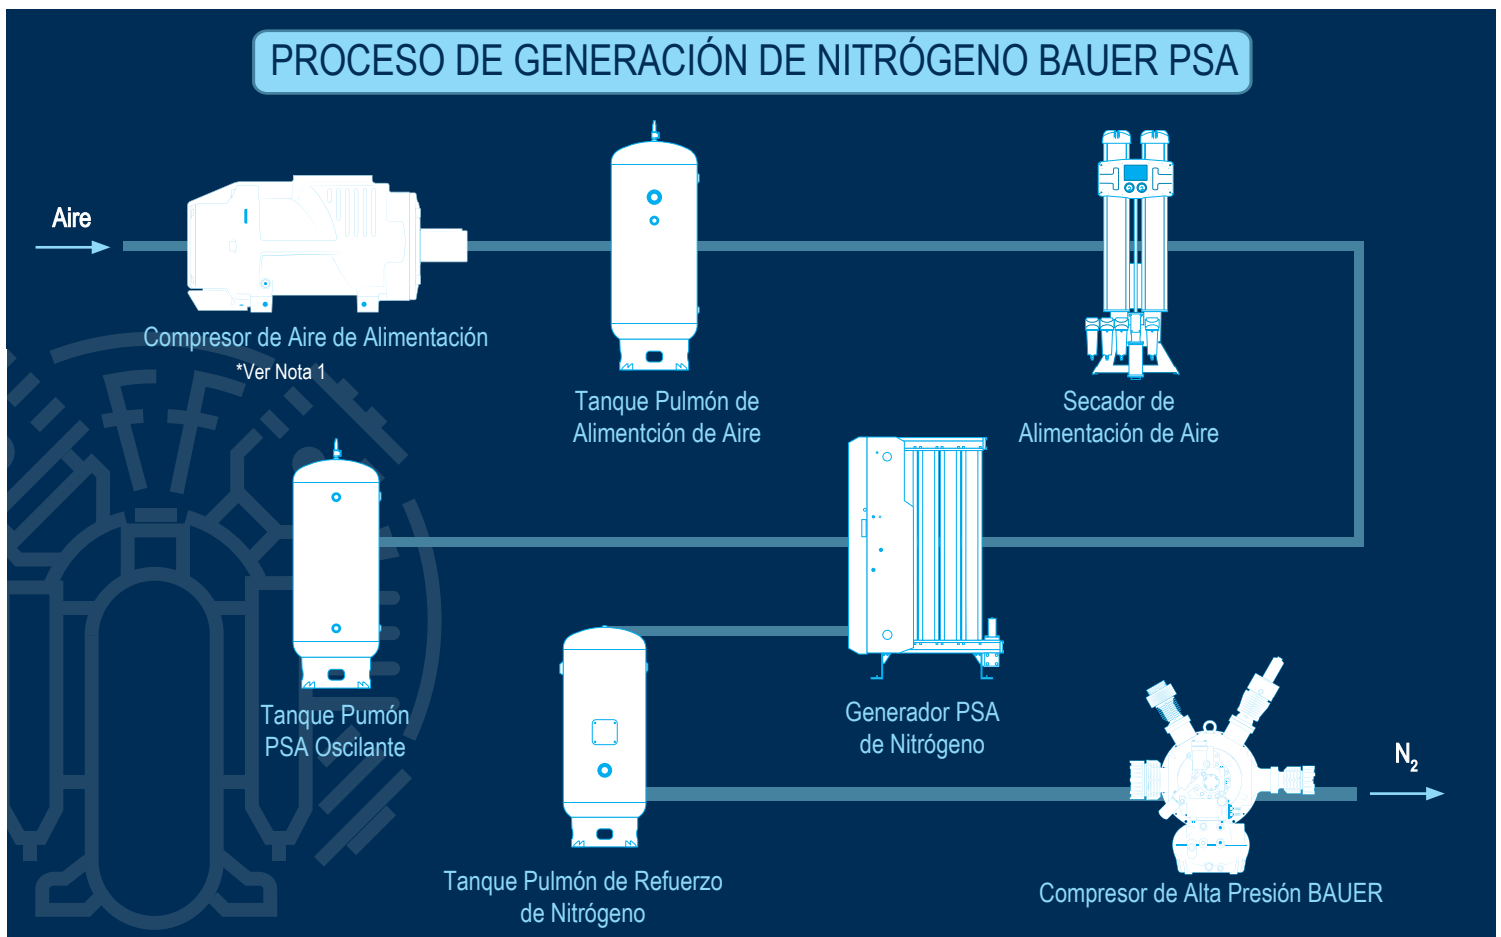 PROCESO DE GENERACIÓN DE NITRÓGENO BAUER PSA
Aire
Compresor de Aire de Alimentación
*Ver Nota 1
Tanque Pulmón de
Alimentción de Aire
Secador de
Alimentación de Aire
Tanque Pumón
PSA Oscilante
Generador PSA
de Nitrógeno
Tanque Pulmón de Refuerzo
de Nitrógeno
N₂
Compresor de Alta Presión BAUER